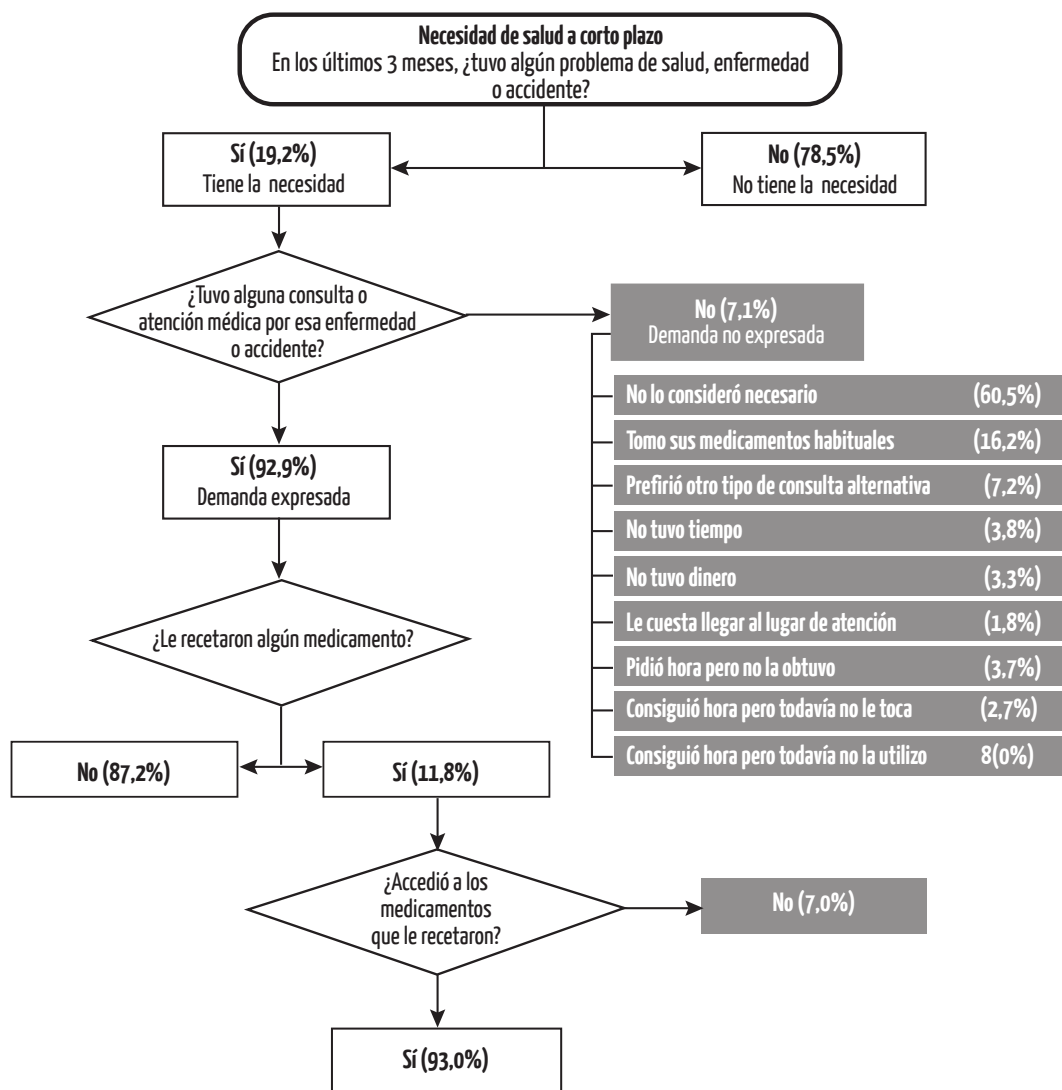 Necesidad de salud a corto plazo
En los últimos 3 meses, ¿tuvo algún problema de salud, enfermedad
o accidente?
Sí (19,2%)
Tiene la necesidad
No (78,5%)
No tiene la necesidad
¿Tuvo alguna consulta o
atención médica por esa enfermedad
o accidente?
No (7,1%)
Demanda no expresada
No lo consideró necesario (60,5%)
Tomo sus medicamentos habituales (16,2%)
Prefirió otro tipo de consulta alternativa (7,2%)
No tuvo tiempo (3,8%)
No tuvo dinero (3,3%)
Le cuesta llegar al lugar de atención (1,8%)
Pidió hora pero no la obtuvo (3,7%)
Consiguió hora pero todavía no le toca (2,7%)
Consiguió hora pero todavía no la utilizo 8(0%)
Sí (92,9%)
Demanda expresada
¿Le recetaron algún medicamento?
No (87,2%)
Sí (11,8%)
¿Accedió a los
medicamentos
que le recetaron?
No (7,0%)
Sí (93,0%)